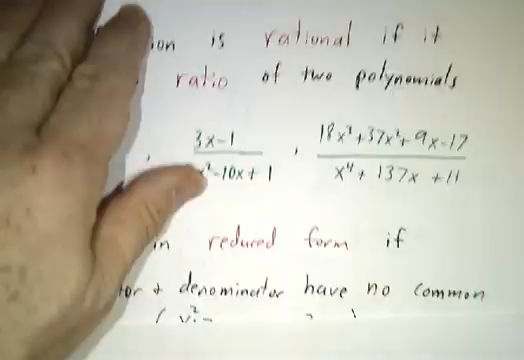 is rational if it
ratio of two polynomials
, 3x-1 , 18x³+37x²+9x-17
-10x+1 x⁴+137x+11
in reduced form if
+ denominator have no common